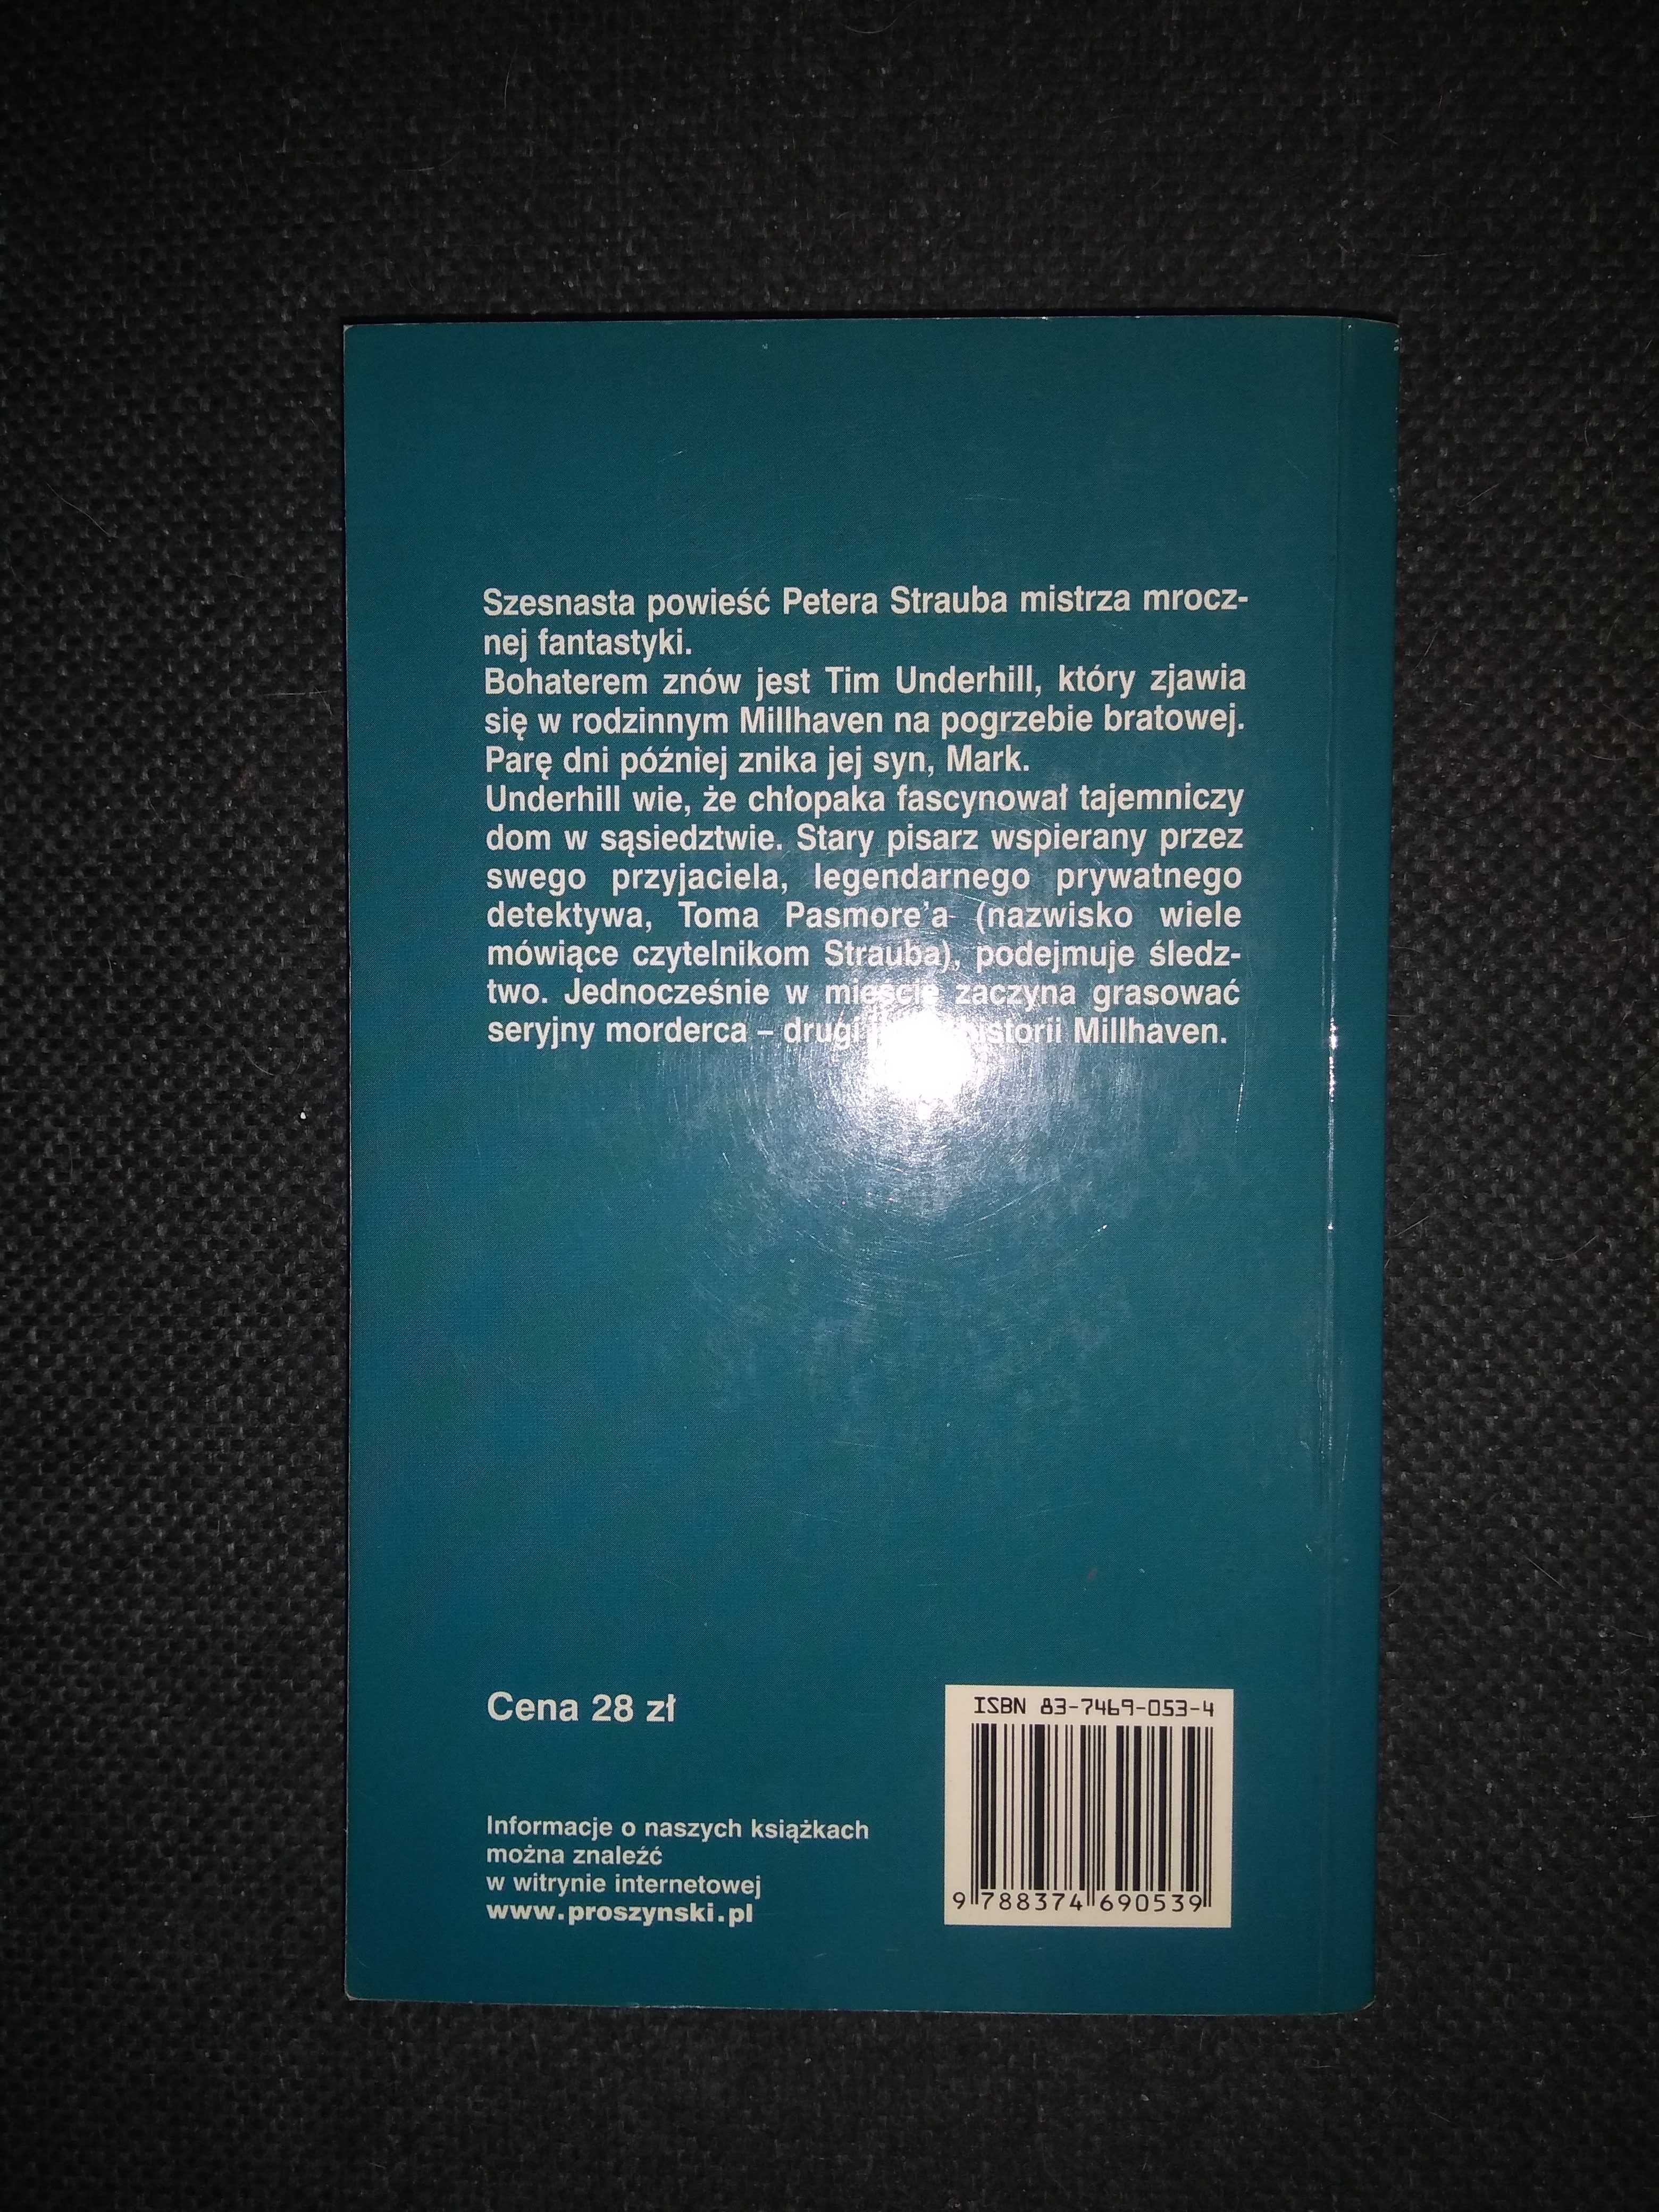 Szesnasta powieść Petera Strauba mistrza mrocz-
nej fantastyki.
Bohaterem znów jest Tim Underhill, który zjawia
się w rodzinnym Millhaven na pogrzebie bratowej.
Parę dni później znika jej syn, Mark.
Underhill wie, że chłopaka fascynował tajemniczy
dom w sąsiedztwie. Stary pisarz wspierany przez
swego przyjaciela, legendarnego prywatnego
detektywa, Toma Pasmore'a (nazwisko wiele
mówiące czytelnikom Strauba), podejmuje śledz-
two. Jednocześnie w mieście zaczyna grasować
seryjny morderca – drugi historii Millhaven.
Cena 28 zł
ISBN 83-7469-053-4
9 788374 690539
Informacje o naszych książkach
można znaleźć
w witrynie internetowej
www.proszynski.pl